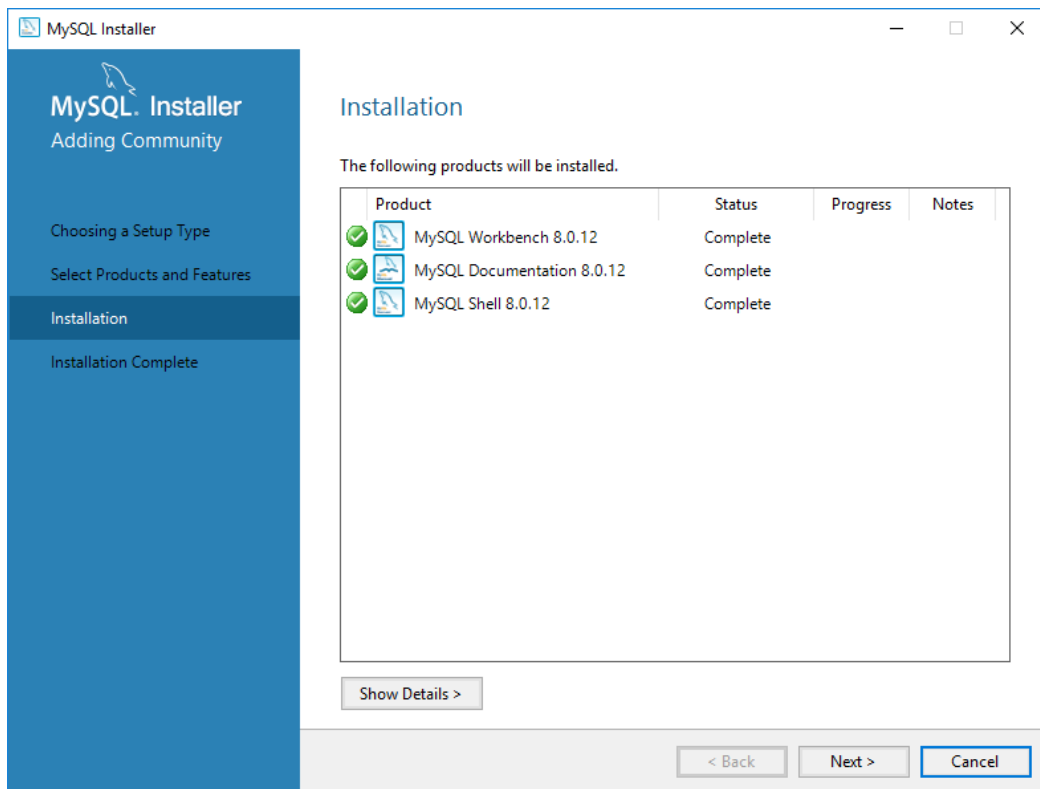 MySQL Installer
MySQL. Installer
Adding Community
Choosing a Setup Type
Select Products and Features
Installation
Installation Complete
Installation
The following products will be installed.
Product Status Progress Notes
MySQL Workbench 8.0.12 Complete
MySQL Documentation 8.0.12 Complete
MySQL Shell 8.0.12 Complete
Show Details >
< Back Next > Cancel